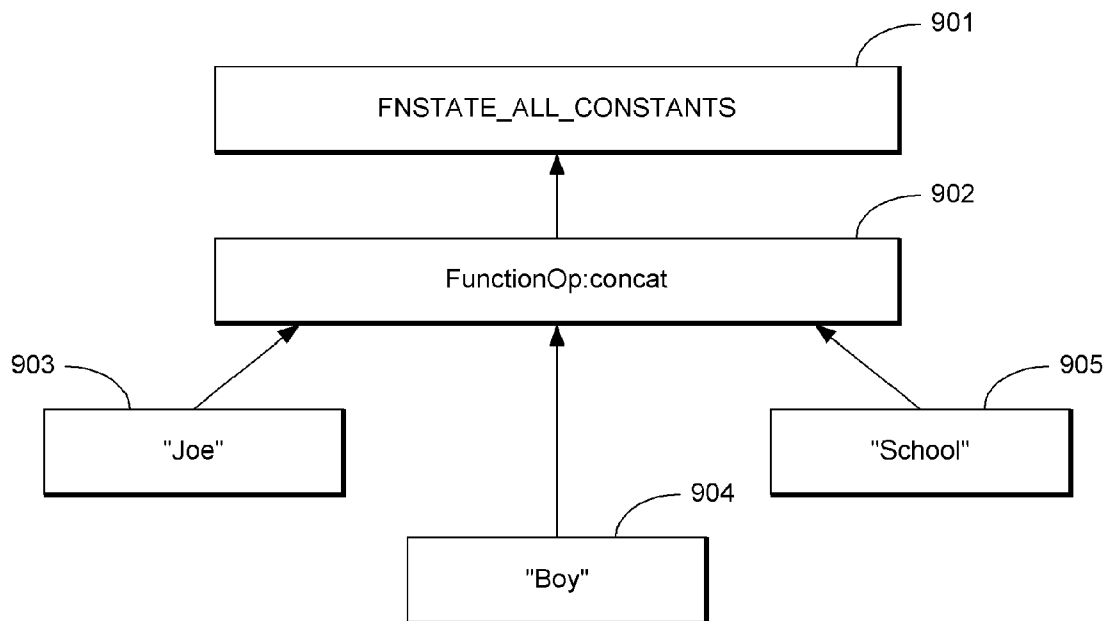 901
FNSTATE_ALL_CONSTANTS
902
FunctionOp:concat
903
905
"Joe"
"School"
904
"Boy"